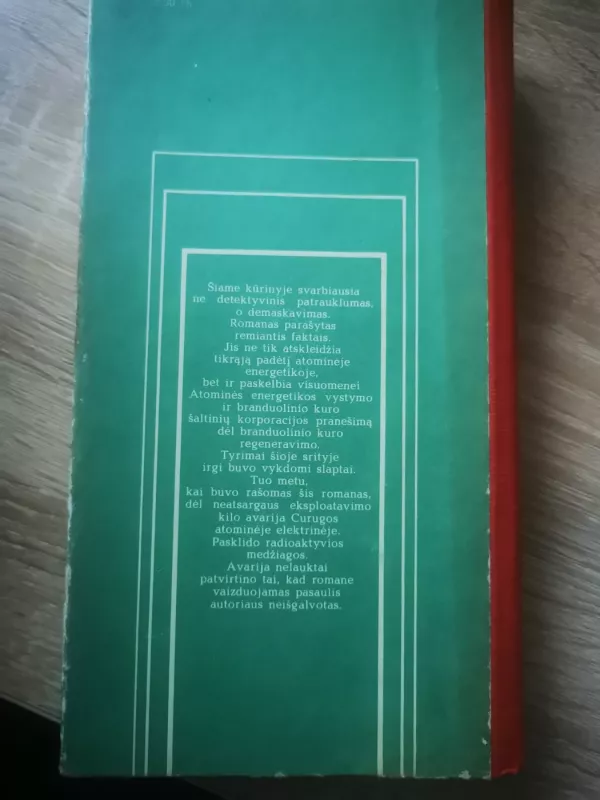 Šiame kūrinyje svarbiausia
ne detektyvinis patrauklumas,
o demaskavimas.
Romanas parašytas
remiantis faktais.
Jis ne tik atskleidžia
tikrąją padėtį atominėje
energetikoje,
bet ir paskelbia visuomenei
Atominės energetikos vystymo
ir branduolinio kuro
šaltinių korporacijos pranešimą
dėl branduolinio kuro
regeneravimo.
Tyrimai šioje srityje
irgi buvo vykdomi slaptai.
Tuo metu,
kai buvo rašomas šis romanas,
dėl neatsargaus eksploatavimo
kilo avarija Curugos
atominėje elektrinėje.
Pasklido radioaktyvios
medžiagos.
Avarija nelauktai
patvirtino tai, kad romane
vaizduojamas pasaulis
autoriaus neišgalvotas.